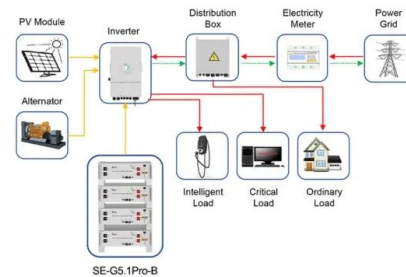 PV Module
Inverter
Distribution
Box
Electricity
Meter
Power
Grid
Alternator
Intelligent
Load
Critical
Load
Ordinary
Load
SE-G5.1Pro-B